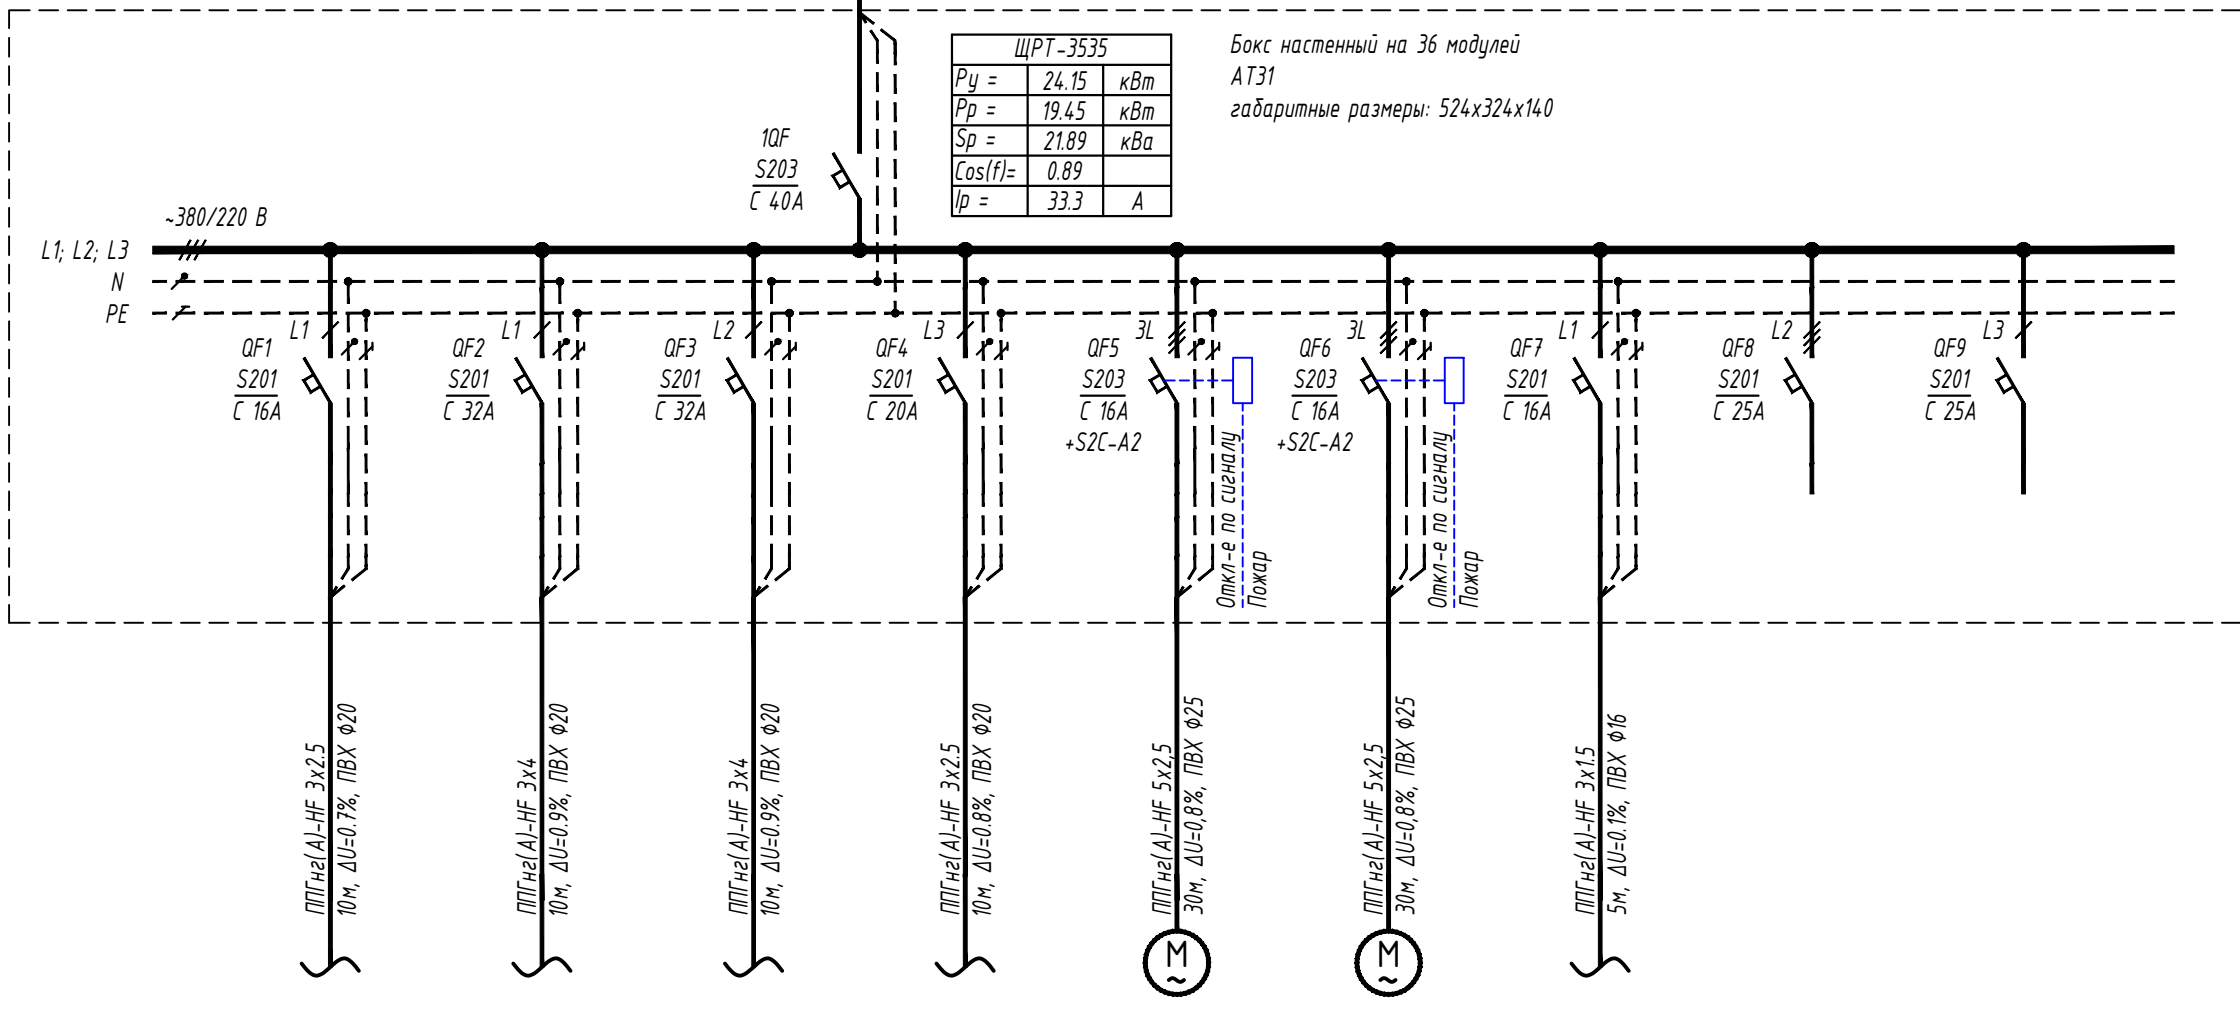 ЩРТ-3535
Ру = 24.15 кВт
Рр = 19.45 кВт
Sp = 21.89 кВа
Cos(f)= 0.89
Ip = 33.3 А
Бокс настенный на 36 модулей
АТ31
габаритные размеры: 524х324х140
1QF
S203
C 40A
~380/220 В
L1; L2; L3
N
PE
L1
QF1
S201
C 16A
L1
QF2
S201
C 32A
L2
QF3
S201
C 32A
L3
QF4
S201
C 20A
3L
QF5
S203
C 16A
+S2C-A2
Откл-е по сигналу
Пожар
3L
QF6
S203
C 16A
+S2C-A2
Откл-е по сигналу
Пожар
L1
QF7
S201
C 16A
L2
QF8
S201
C 25A
L3
QF9
S201
C 25A
ППГнг(А)-HF 3х2.5
10м, ΔU=0.7%, ПВХ ф20
ППГнг(А)-HF 3х4
10м, ΔU=0.9%, ПВХ ф20
ППГнг(А)-HF 3х4
10м, ΔU=0.9%, ПВХ ф20
ППГнг(А)-HF 3х2.5
10м, ΔU=0.8%, ПВХ ф20
ППГнг(А)-HF 5х2,5
30м, ΔU=0,8%, ПВХ ф25
ППГнг(А)-HF 5х2,5
30м, ΔU=0,8%, ПВХ ф25
ППГнг(А)-HF 3х1.5
5м, ΔU=0.1%, ПВХ ф16
М
~
М
~